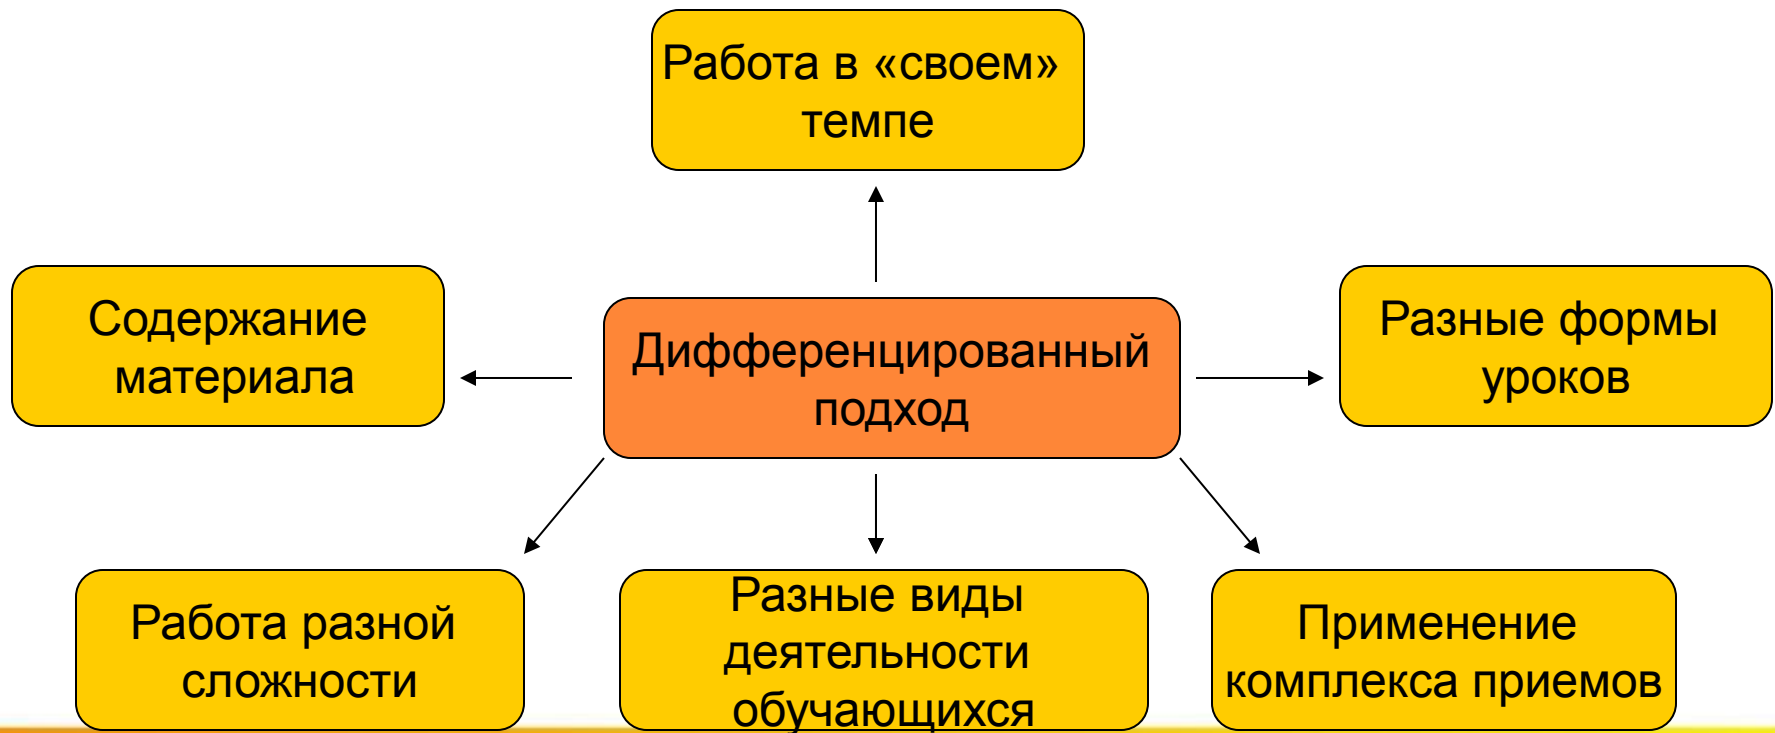 Работа в «своем»
темпе
Содержание
материала
Дифференцированный
подход
Разные формы
уроков
Работа разной
сложности
Разные виды
деятельности
обучающихся
Применение
комплекса приемов